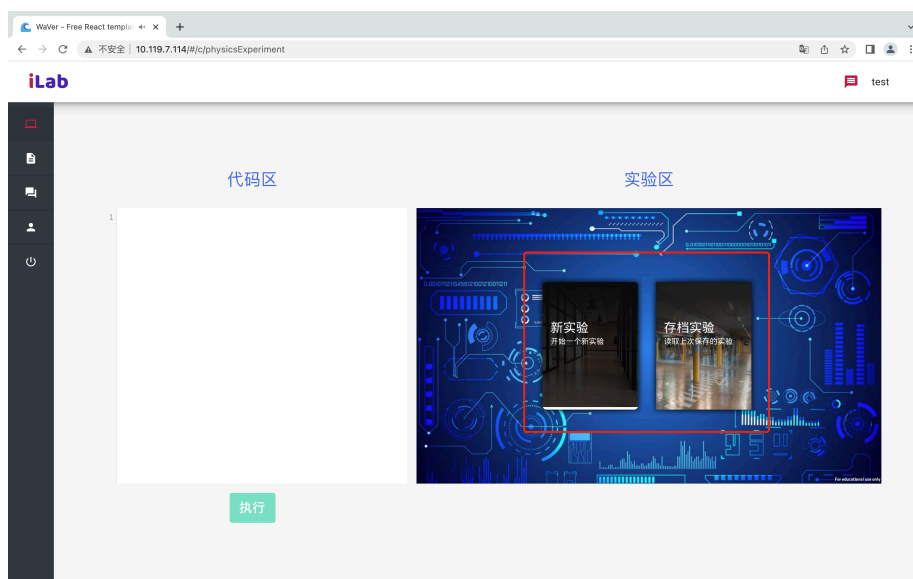 WaVer - Free React templat
不安全 | 10.119.7.114/#/c/physicsExperiment
iLab
test
代码区
实验区
1
新实验
开始一个新实验
存档实验
读取上次保存的实验
For educational use only
执行